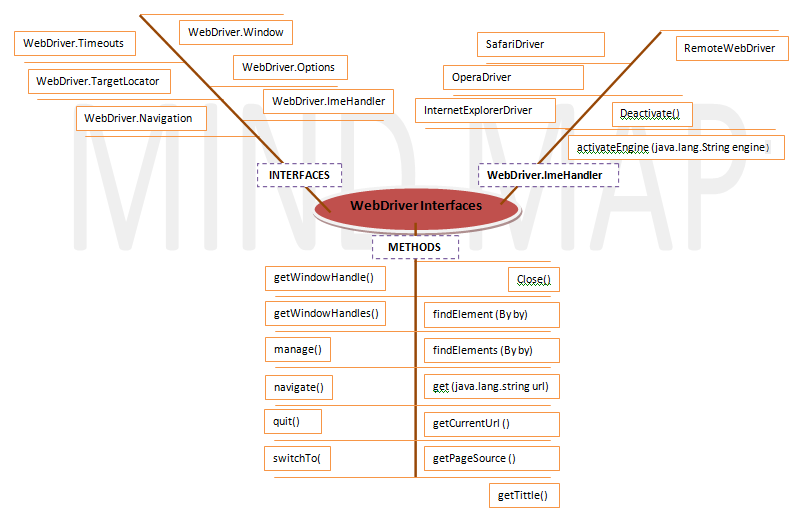 WebDriver.Window
WebDriver.Timeouts
WebDriver.Options
WebDriver.TargetLocator
WebDriver.ImeHandler
WebDriver.Navigation
INTERFACES
SafariDriver
RemoteWebDriver
OperaDriver
InternetExplorerDriver
Deactivate()
activateEngine (java.lang.String engine)
WebDriver.ImeHandler
MIND MAP
WebDriver Interfaces
METHODS
getWindowHandle()
Close()
getWindowHandles()
findElement (By by)
manage()
findElements (By by)
navigate()
get (java.lang.string url)
quit()
getCurrentUrl ()
switchTo(
getPageSource ()
getTittle()